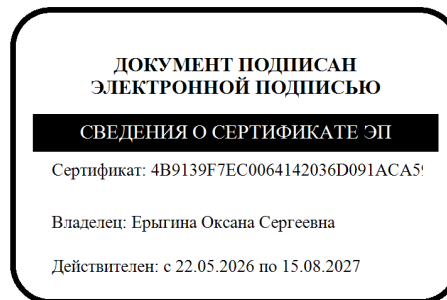 ДОКУМЕНТ ПОДПИСАН
ЭЛЕКТРОННОЙ ПОДПИСЬЮ
СВЕДЕНИЯ О СЕРТИФИКАТЕ ЭП
Сертификат: 4B9139F7EC0064142036D091ACA59
Владелец: Ерыгина Оксана Сергеевна
Действителен: с 22.05.2026 по 15.08.2027